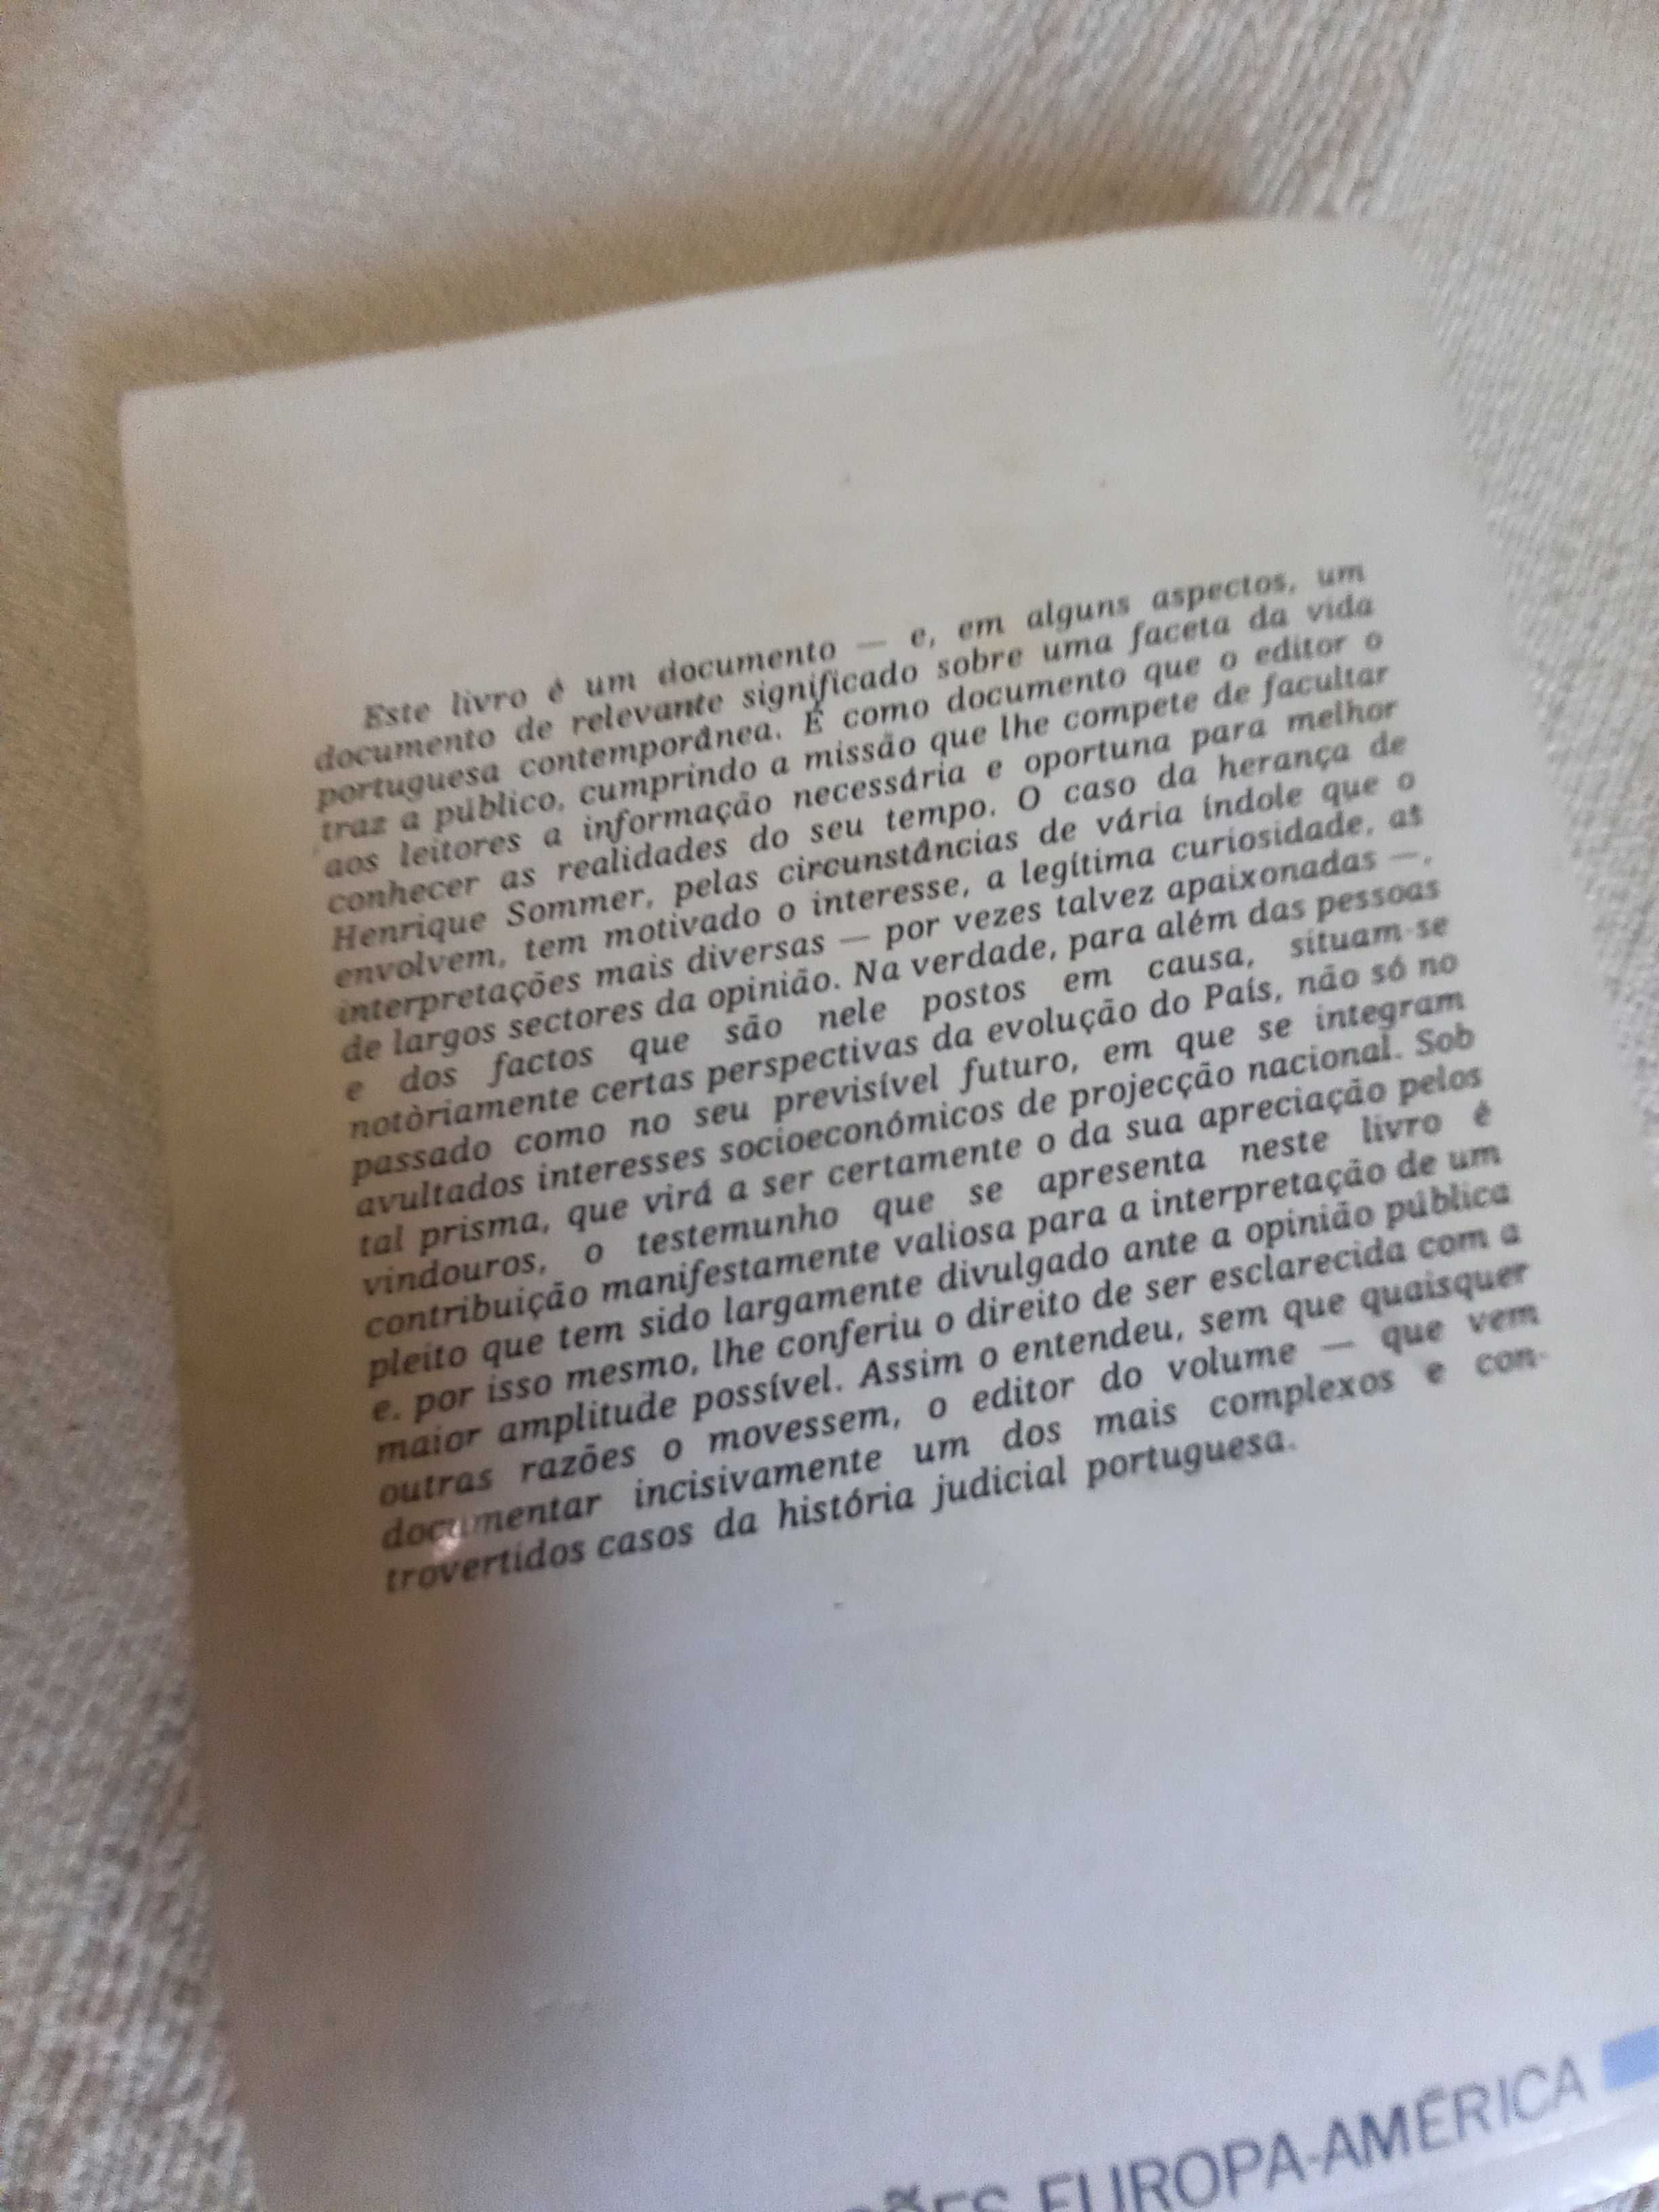 Este livro é um documento — e, em alguns aspectos, um
documento de relevante significado sobre uma faceta da vida
portuguesa contemporânea. É como documento que o editor o
traz a público, cumprindo a missão que lhe compete de facultar
aos leitores a informação necessária e oportuna para melhor
conhecer as realidades do seu tempo. O caso da herança de
Henrique Sommer, pelas circunstâncias de vária índole que o
envolvem, tem motivado o interesse, a legítima curiosidade, as
interpretações mais diversas — por vezes talvez apaixonadas —,
de largos sectores da opinião. Na verdade, para além das pessoas
e dos factos que são nele postos em causa, situam-se
notòriamente certas perspectivas da evolução do País, não só no
passado como no seu previsível futuro, em que se integram
avultados interesses socioeconómicos de projecção nacional. Sob
tal prisma, que virá a ser certamente o da sua apreciação pelos
vindouros, o testemunho que se apresenta neste livro é
contribuição manifestamente valiosa para a interpretação de um
pleito que tem sido largamente divulgado ante a opinião pública
e, por isso mesmo, lhe conferiu o direito de ser esclarecida com a
maior amplitude possível. Assim o entendeu, sem que quaisquer
outras razões o movessem, o editor do volume — que vem
documentar incisivamente um dos mais complexos e con-
trovertidos casos da história judicial portuguesa.
ÕES EUROPA-AMÉRICA